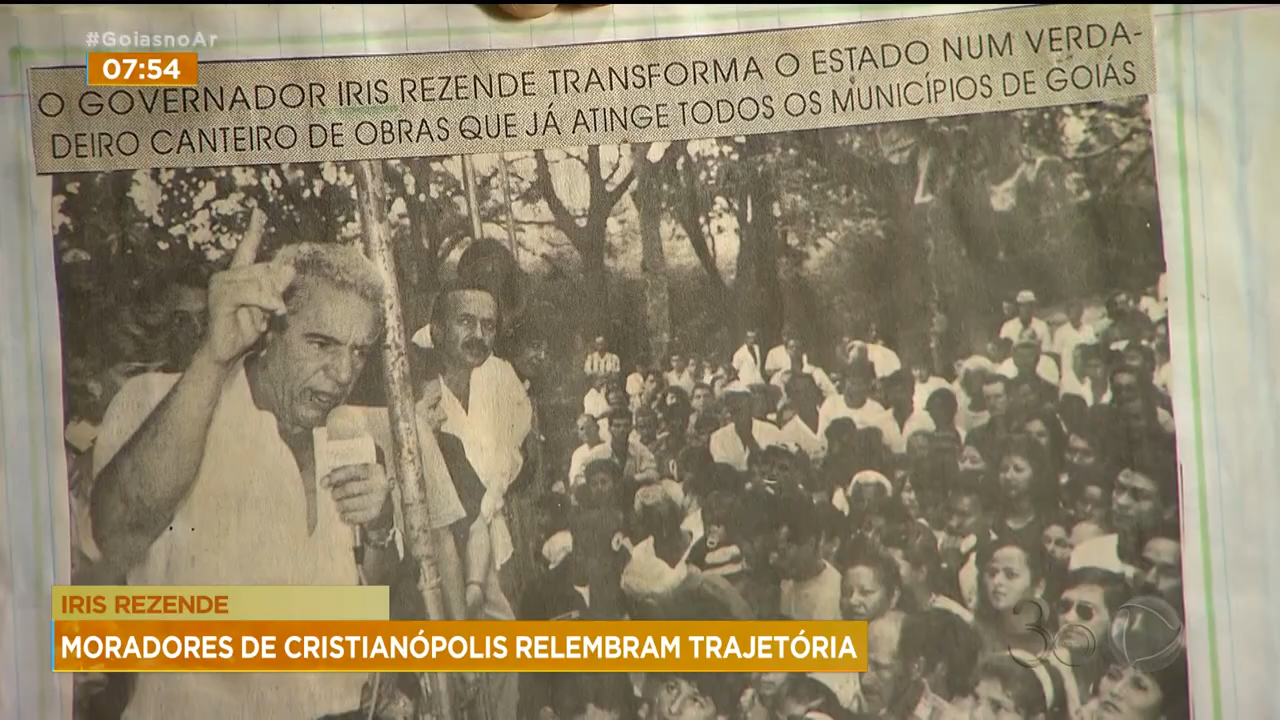 #GoiasnoAr
07:54
O GOVERNADOR IRIS REZENDE TRANSFORMA O ESTADO NUM VERDA-
DEIRO CANTEIRO DE OBRAS QUE JÁ ATINGE TODOS OS MUNICÍPIOS DE GOIÁS
IRIS REZENDE
MORADORES DE CRISTIANÓPOLIS RELEMBRAM TRAJETÓRIA
30